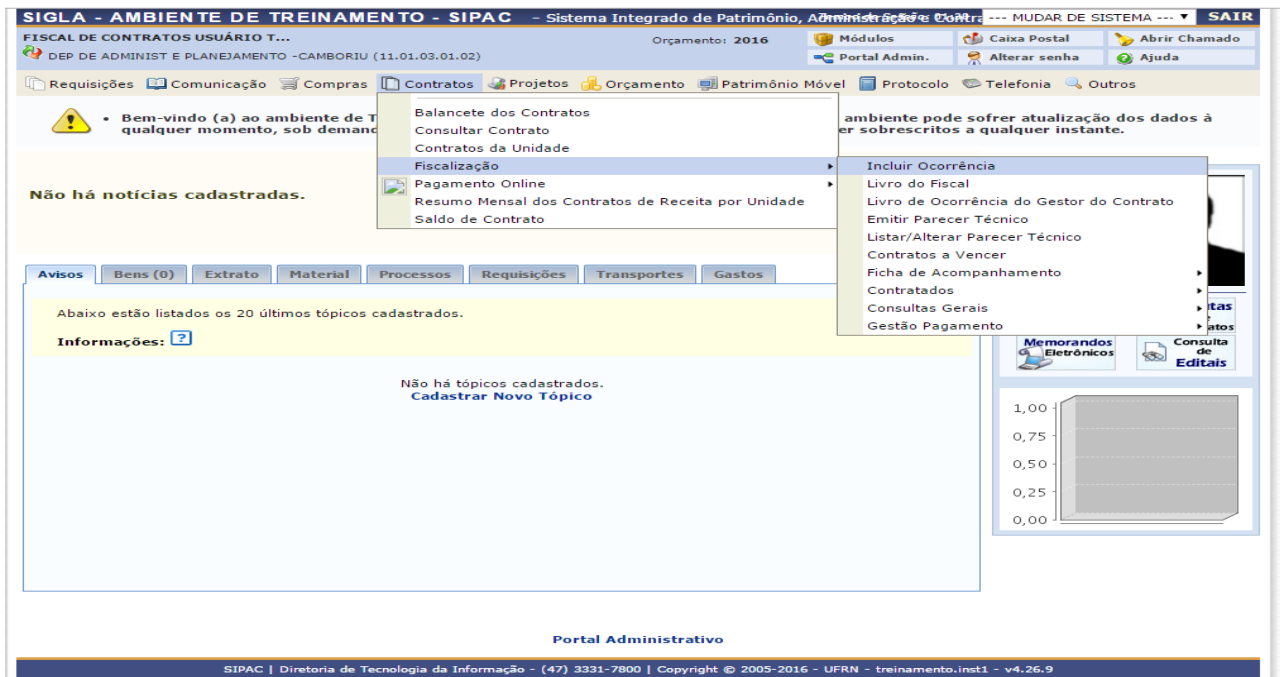 SIGLA - AMBIENTE DE TREINAMENTO - SIPAC - Sistema Integrado de Patrimônio, Administração e Contra --- MUDAR DE SISTEMA --- ▼ SAIR
FISCAL DE CONTRATOS USUÁRIO T... Orçamento: 2016 Módulos Caixa Postal Abrir Chamado
DEP DE ADMINIST E PLANEJAMENTO -CAMBORIU (11.01.03.01.02) Portal Admin. Alterar senha Ajuda
Requisições Comunicação Compras Contratos Projetos Orçamento Patrimônio Móvel Protocolo Telefonia Outros
• Bem-vindo (a) ao ambiente de T
ambiente pode sofrer atualização dos dados à
qualquer momento, sob demand
er sobrescritos a qualquer instante.
Balancete dos Contratos
Consultar Contrato
Contratos da Unidade
Fiscalização
Pagamento Online
Resumo Mensal dos Contratos de Receita por Unidade
Saldo de Contrato
Incluir Ocorrência
Livro do Fiscal
Livro de Ocorrência do Gestor do Contrato
Emitir Parecer Técnico
Listar/Alterar Parecer Técnico
Contratos a Vencer
Ficha de Acompanhamento
Contratados
Consultas Gerais
Gestão Pagamento
Não há notícias cadastradas.
Avisos Bens (0) Extrato Material Processos Requisições Transportes Gastos
Abaixo estão listados os 20 últimos tópicos cadastrados.
Informações: ?
Não há tópicos cadastrados.
Cadastrar Novo Tópico
tas
atos
Memorandos
Eletrônicos
Consulta
de
Editais
1,00
0,75
0,50
0,25
0,00
Portal Administrativo
SIPAC | Diretoria de Tecnologia da Informação - (47) 3331-7800 | Copyright © 2005-2016 - UFRN - treinamento.inst1 - v4.26.9